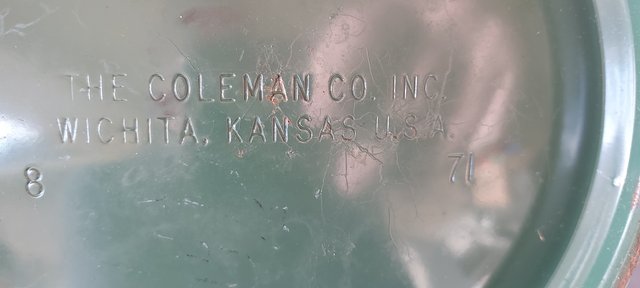 THE COLEMAN CO. INC.
WICHITA, KANSAS U.S.A.
8 71